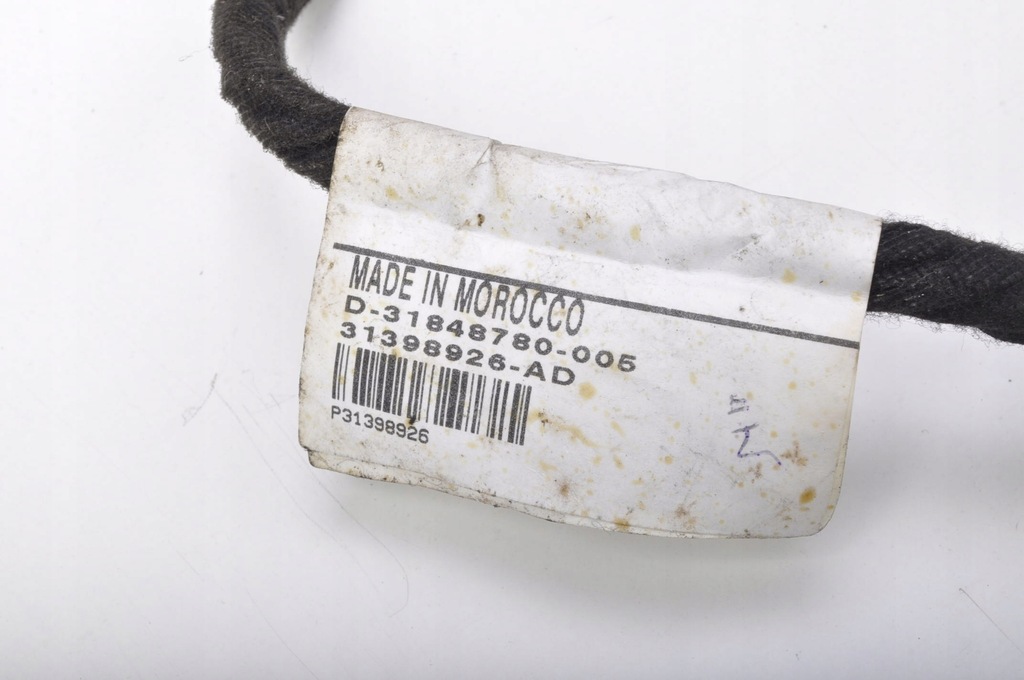 MADE IN MOROCCO
D-31848780-005
31398926-AD
P31398926